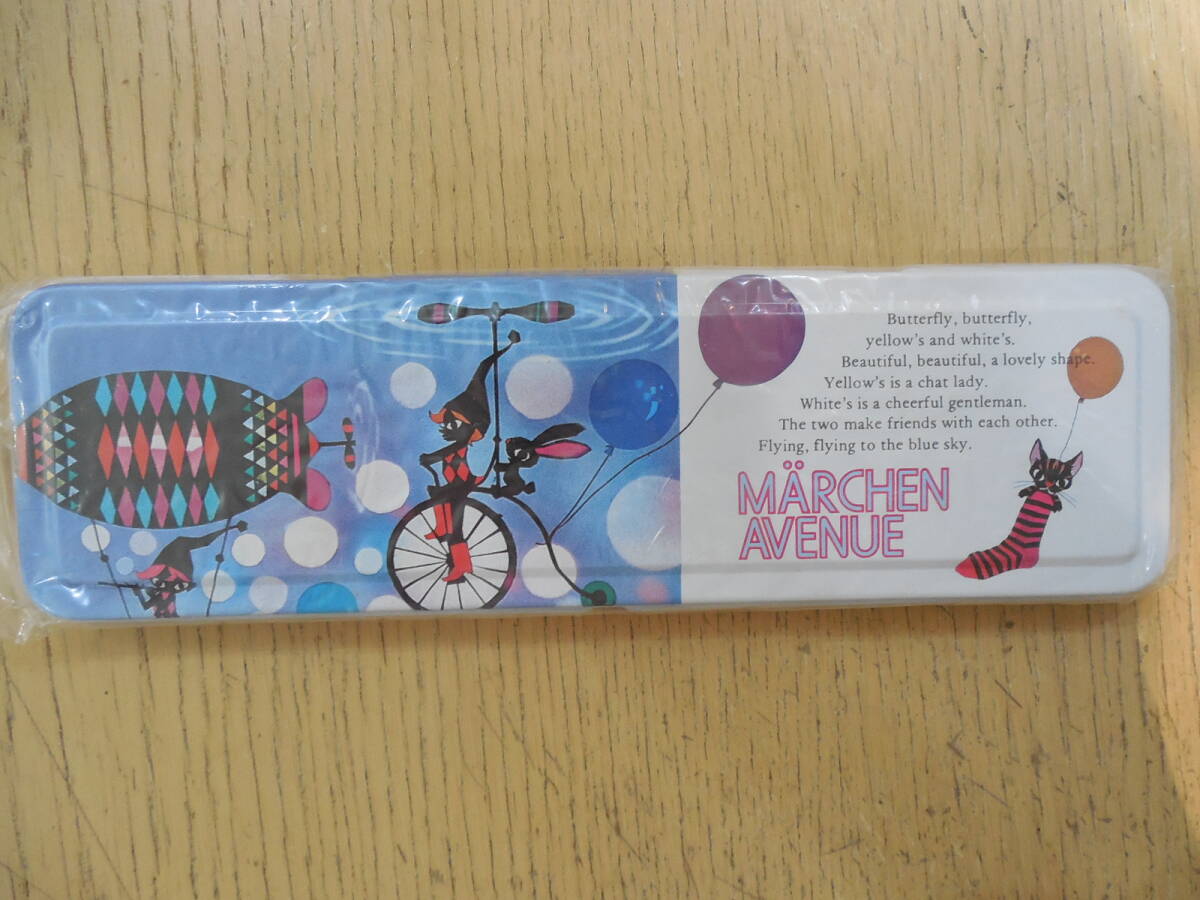 Butterfly, butterfly,
yellow's and white's.
Beautiful, beautiful, a lovely shape.
Yellow's is a chat lady.
White's is a cheerful gentleman.
The two make friends with each other.
Flying, flying to the blue sky.
MÄRCHEN
AVENUE